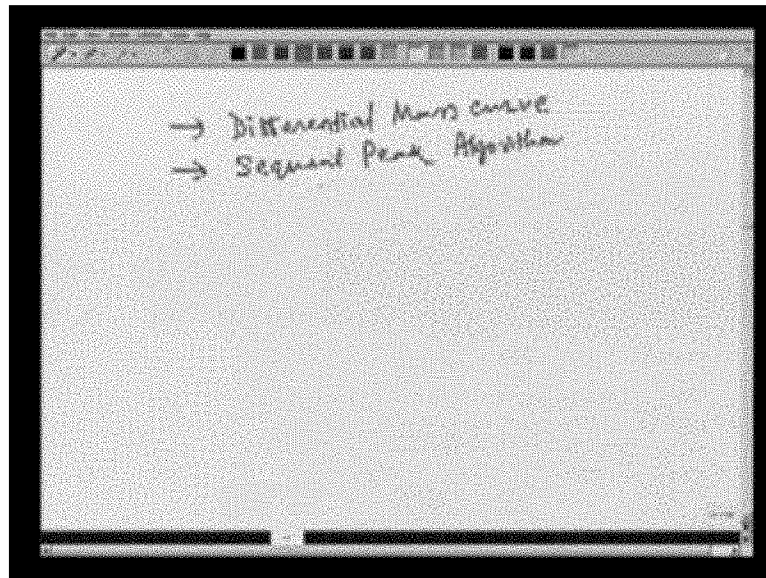 → Differential Mass curve
→ Sequent Peak Algorithm